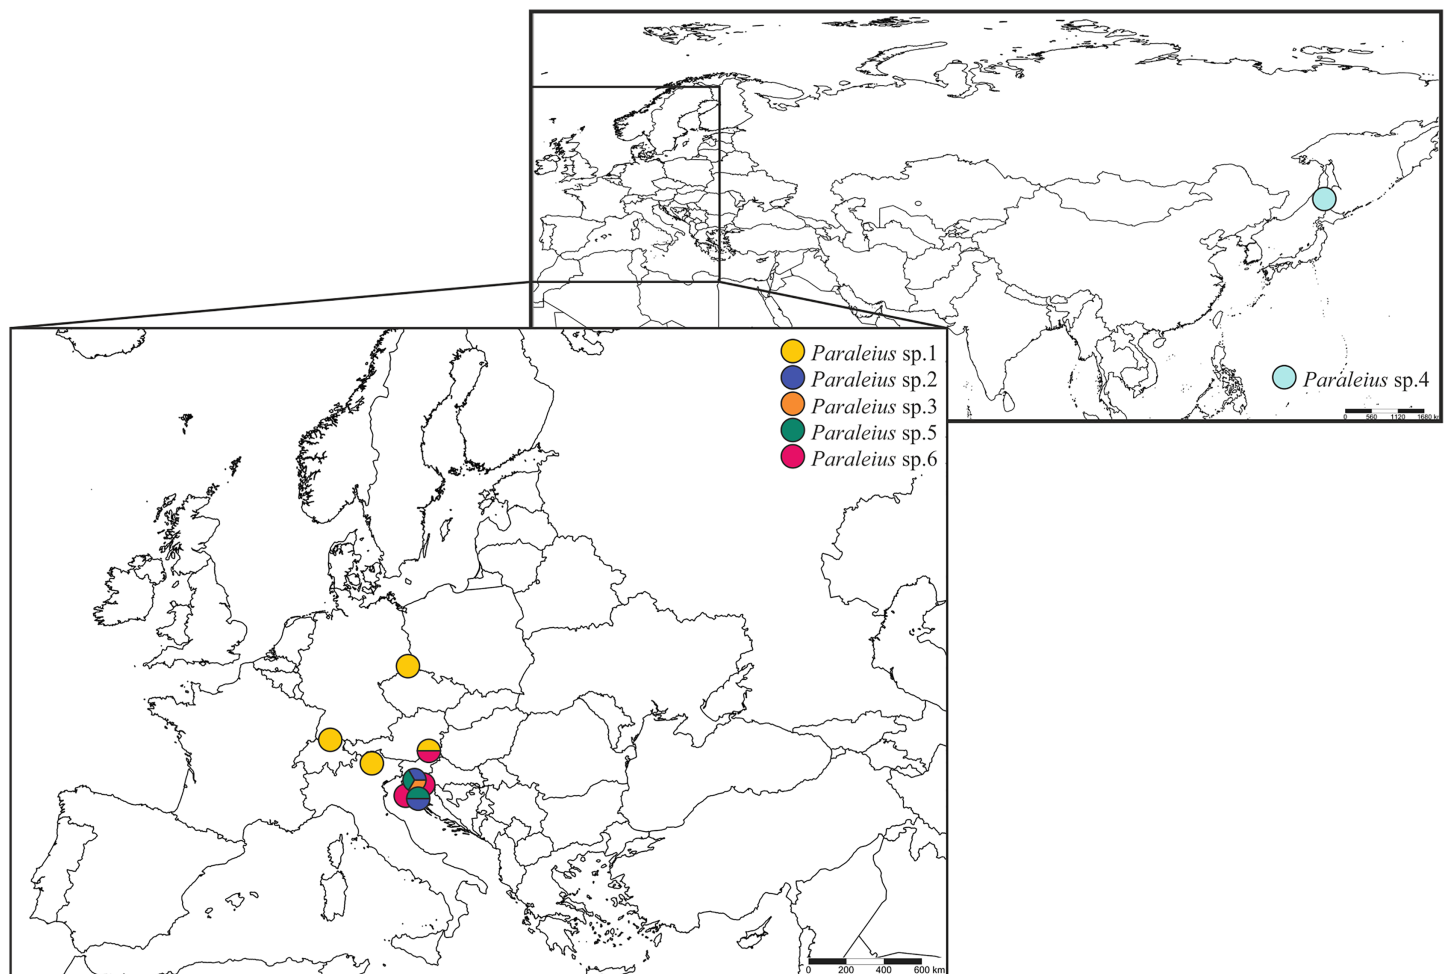 Paraleius sp.1
Paraleius sp.2
Paraleius sp.3
Paraleius sp.5
Paraleius sp.6
Paraleius sp.4
0 560 1120 1680 km
0 200 400 600 km